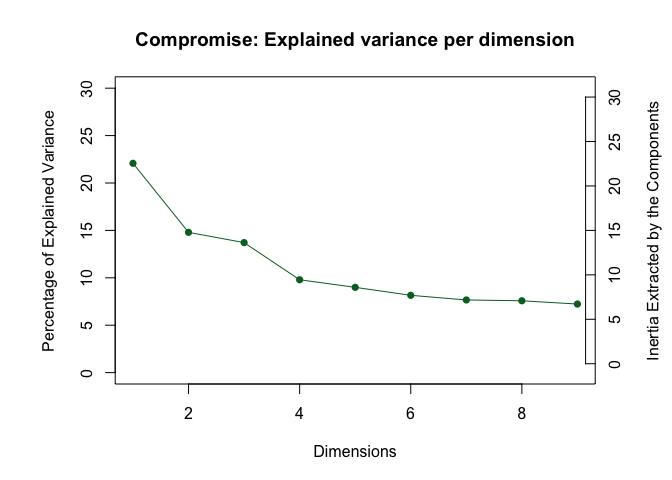 Compromise: Explained variance per dimension
Percentage of Explained Variance
30
25
20
15
10
5
0
30
25
20
15
10
5
0
Inertia Extracted by the Components
2 4 6 8
Dimensions